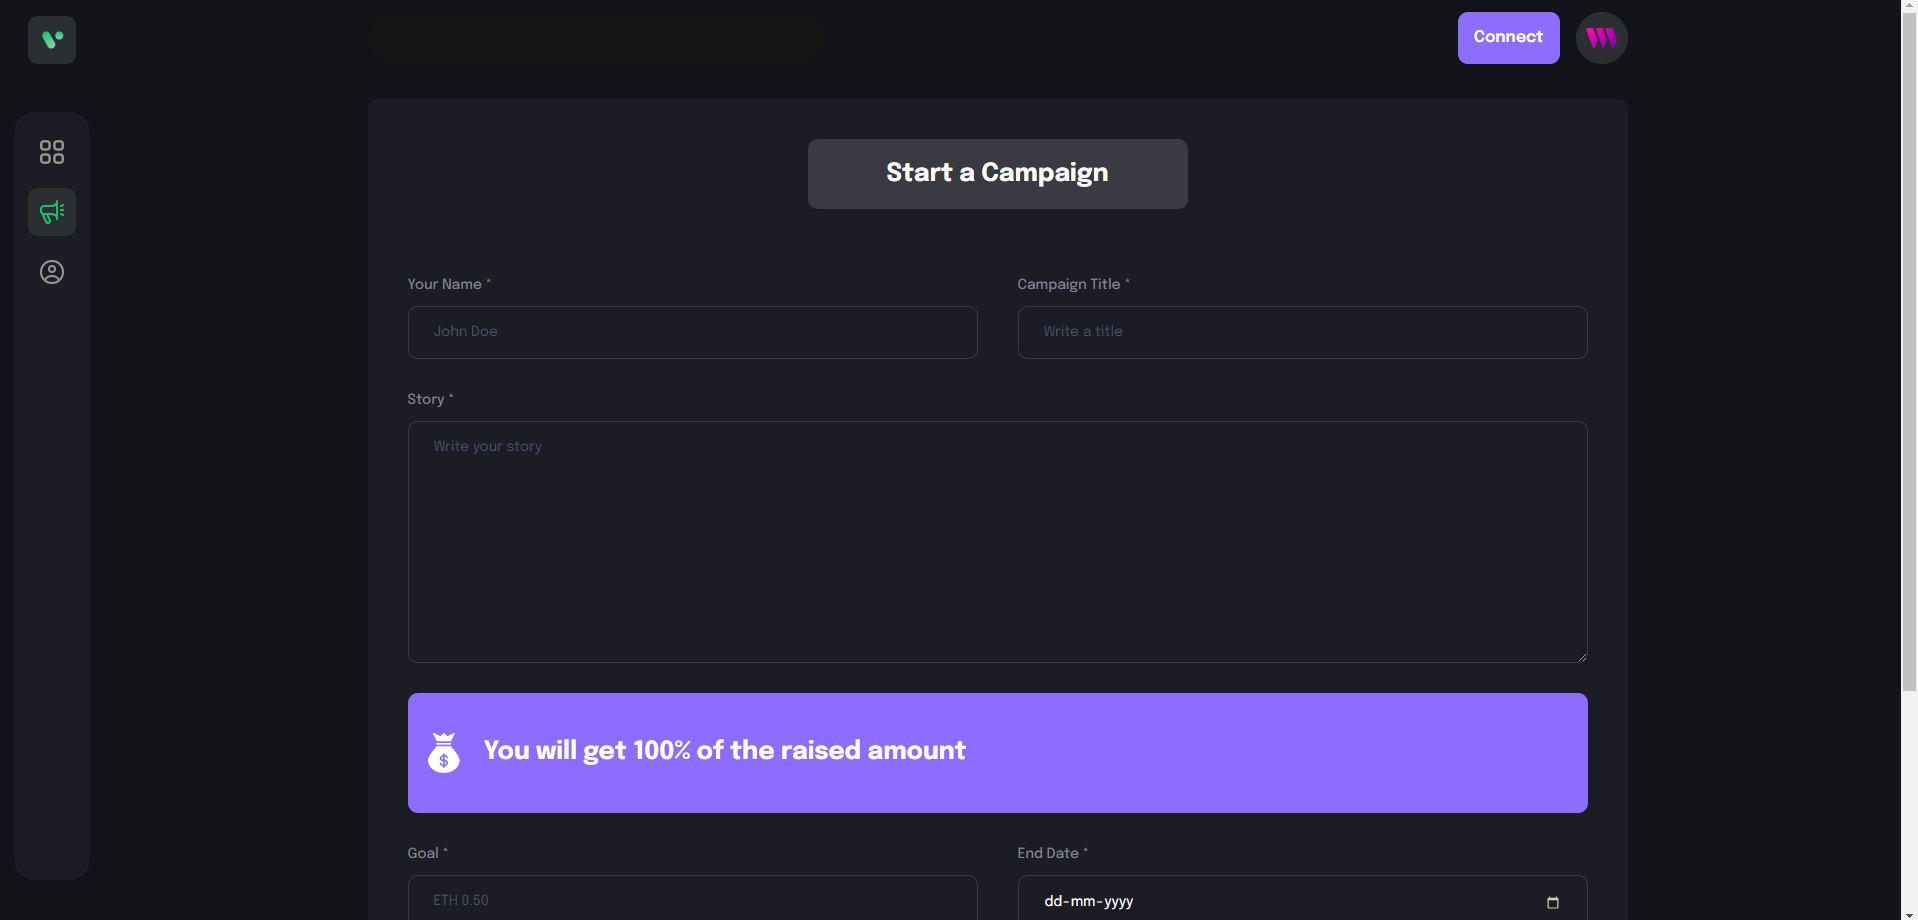 Connect
Start a Campaign
Your Name *
Campaign Title *
John Doe
Write a title
Story *
Write your story
$ You will get 100% of the raised amount
Goal *
End Date *
ETH 0.50
dd-mm-yyyy